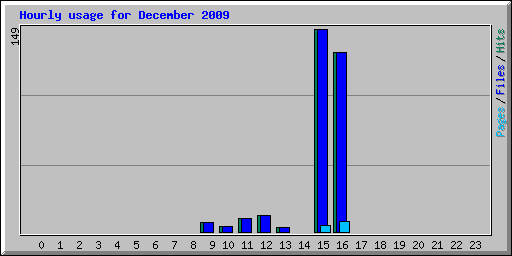 Hourly usage for December 2009
149
Pages/Files/Hits
0 1 2 3 4 5 6 7 8 9 10 11 12 13 14 15 16 17 18 19 20 21 22 23